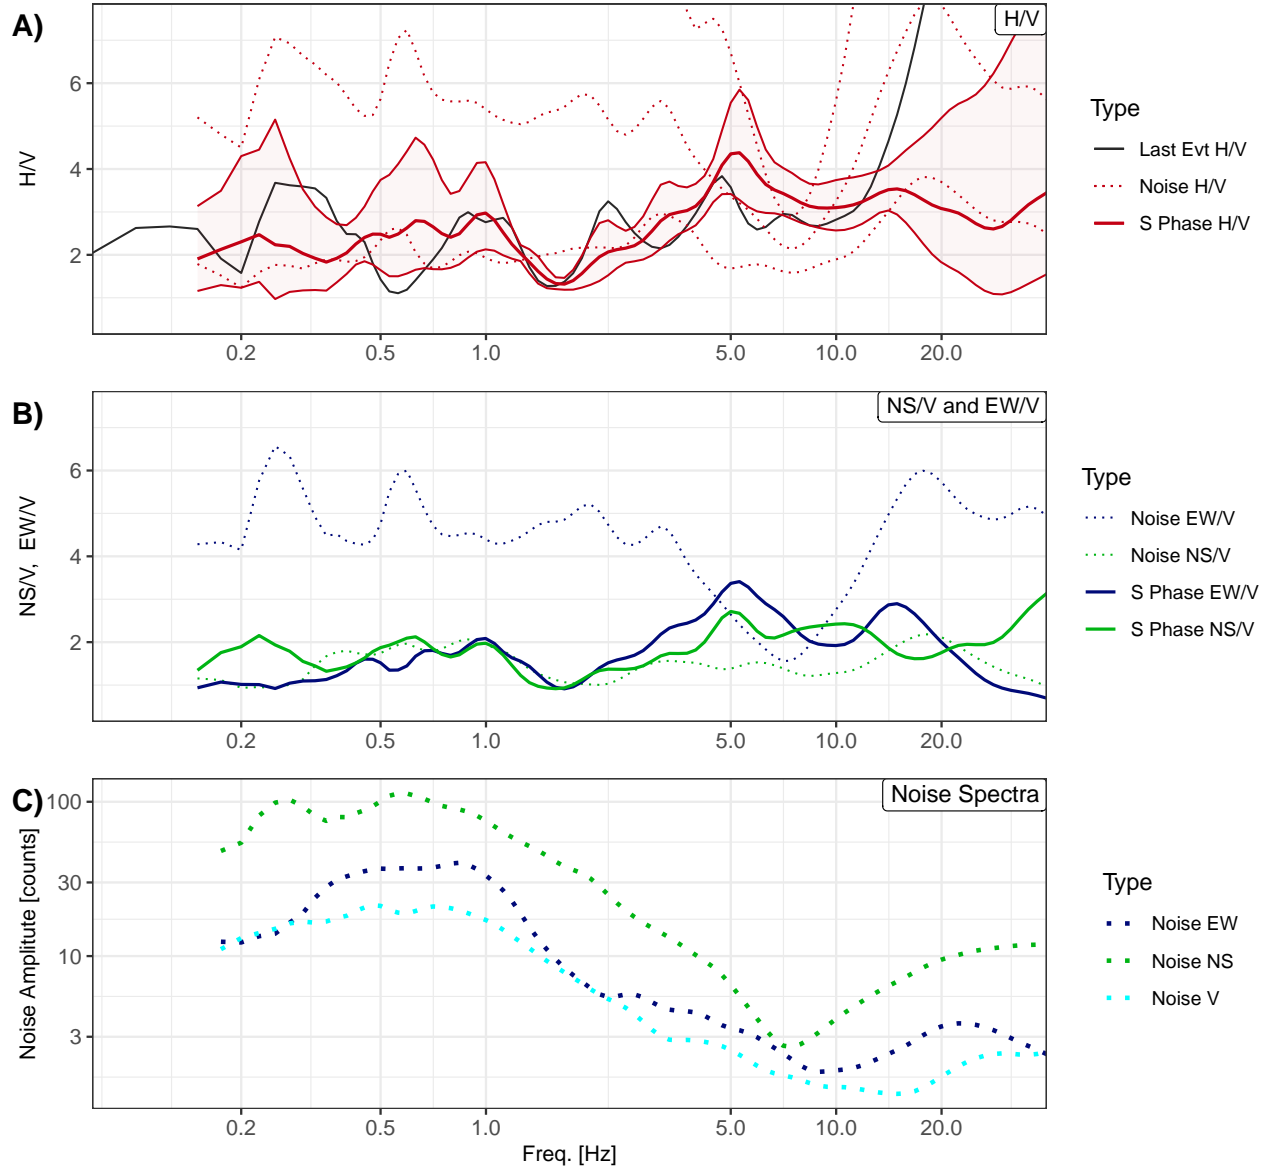 A)
H/V
6
4
2
H/V
0.2 0.5 1.0 5.0 10.0 20.0
Type
Last Evt H/V
Noise H/V
S Phase H/V
B)
NS/V and EW/V
6
4
2
NS/V, EW/V
0.2 0.5 1.0 5.0 10.0 20.0
Type
Noise EW/V
Noise NS/V
S Phase EW/V
S Phase NS/V
C)
Noise Spectra
100
30
10
3
Noise Amplitute [counts]
0.2 0.5 1.0 5.0 10.0 20.0
Freq. [Hz]
Type
Noise EW
Noise NS
Noise V